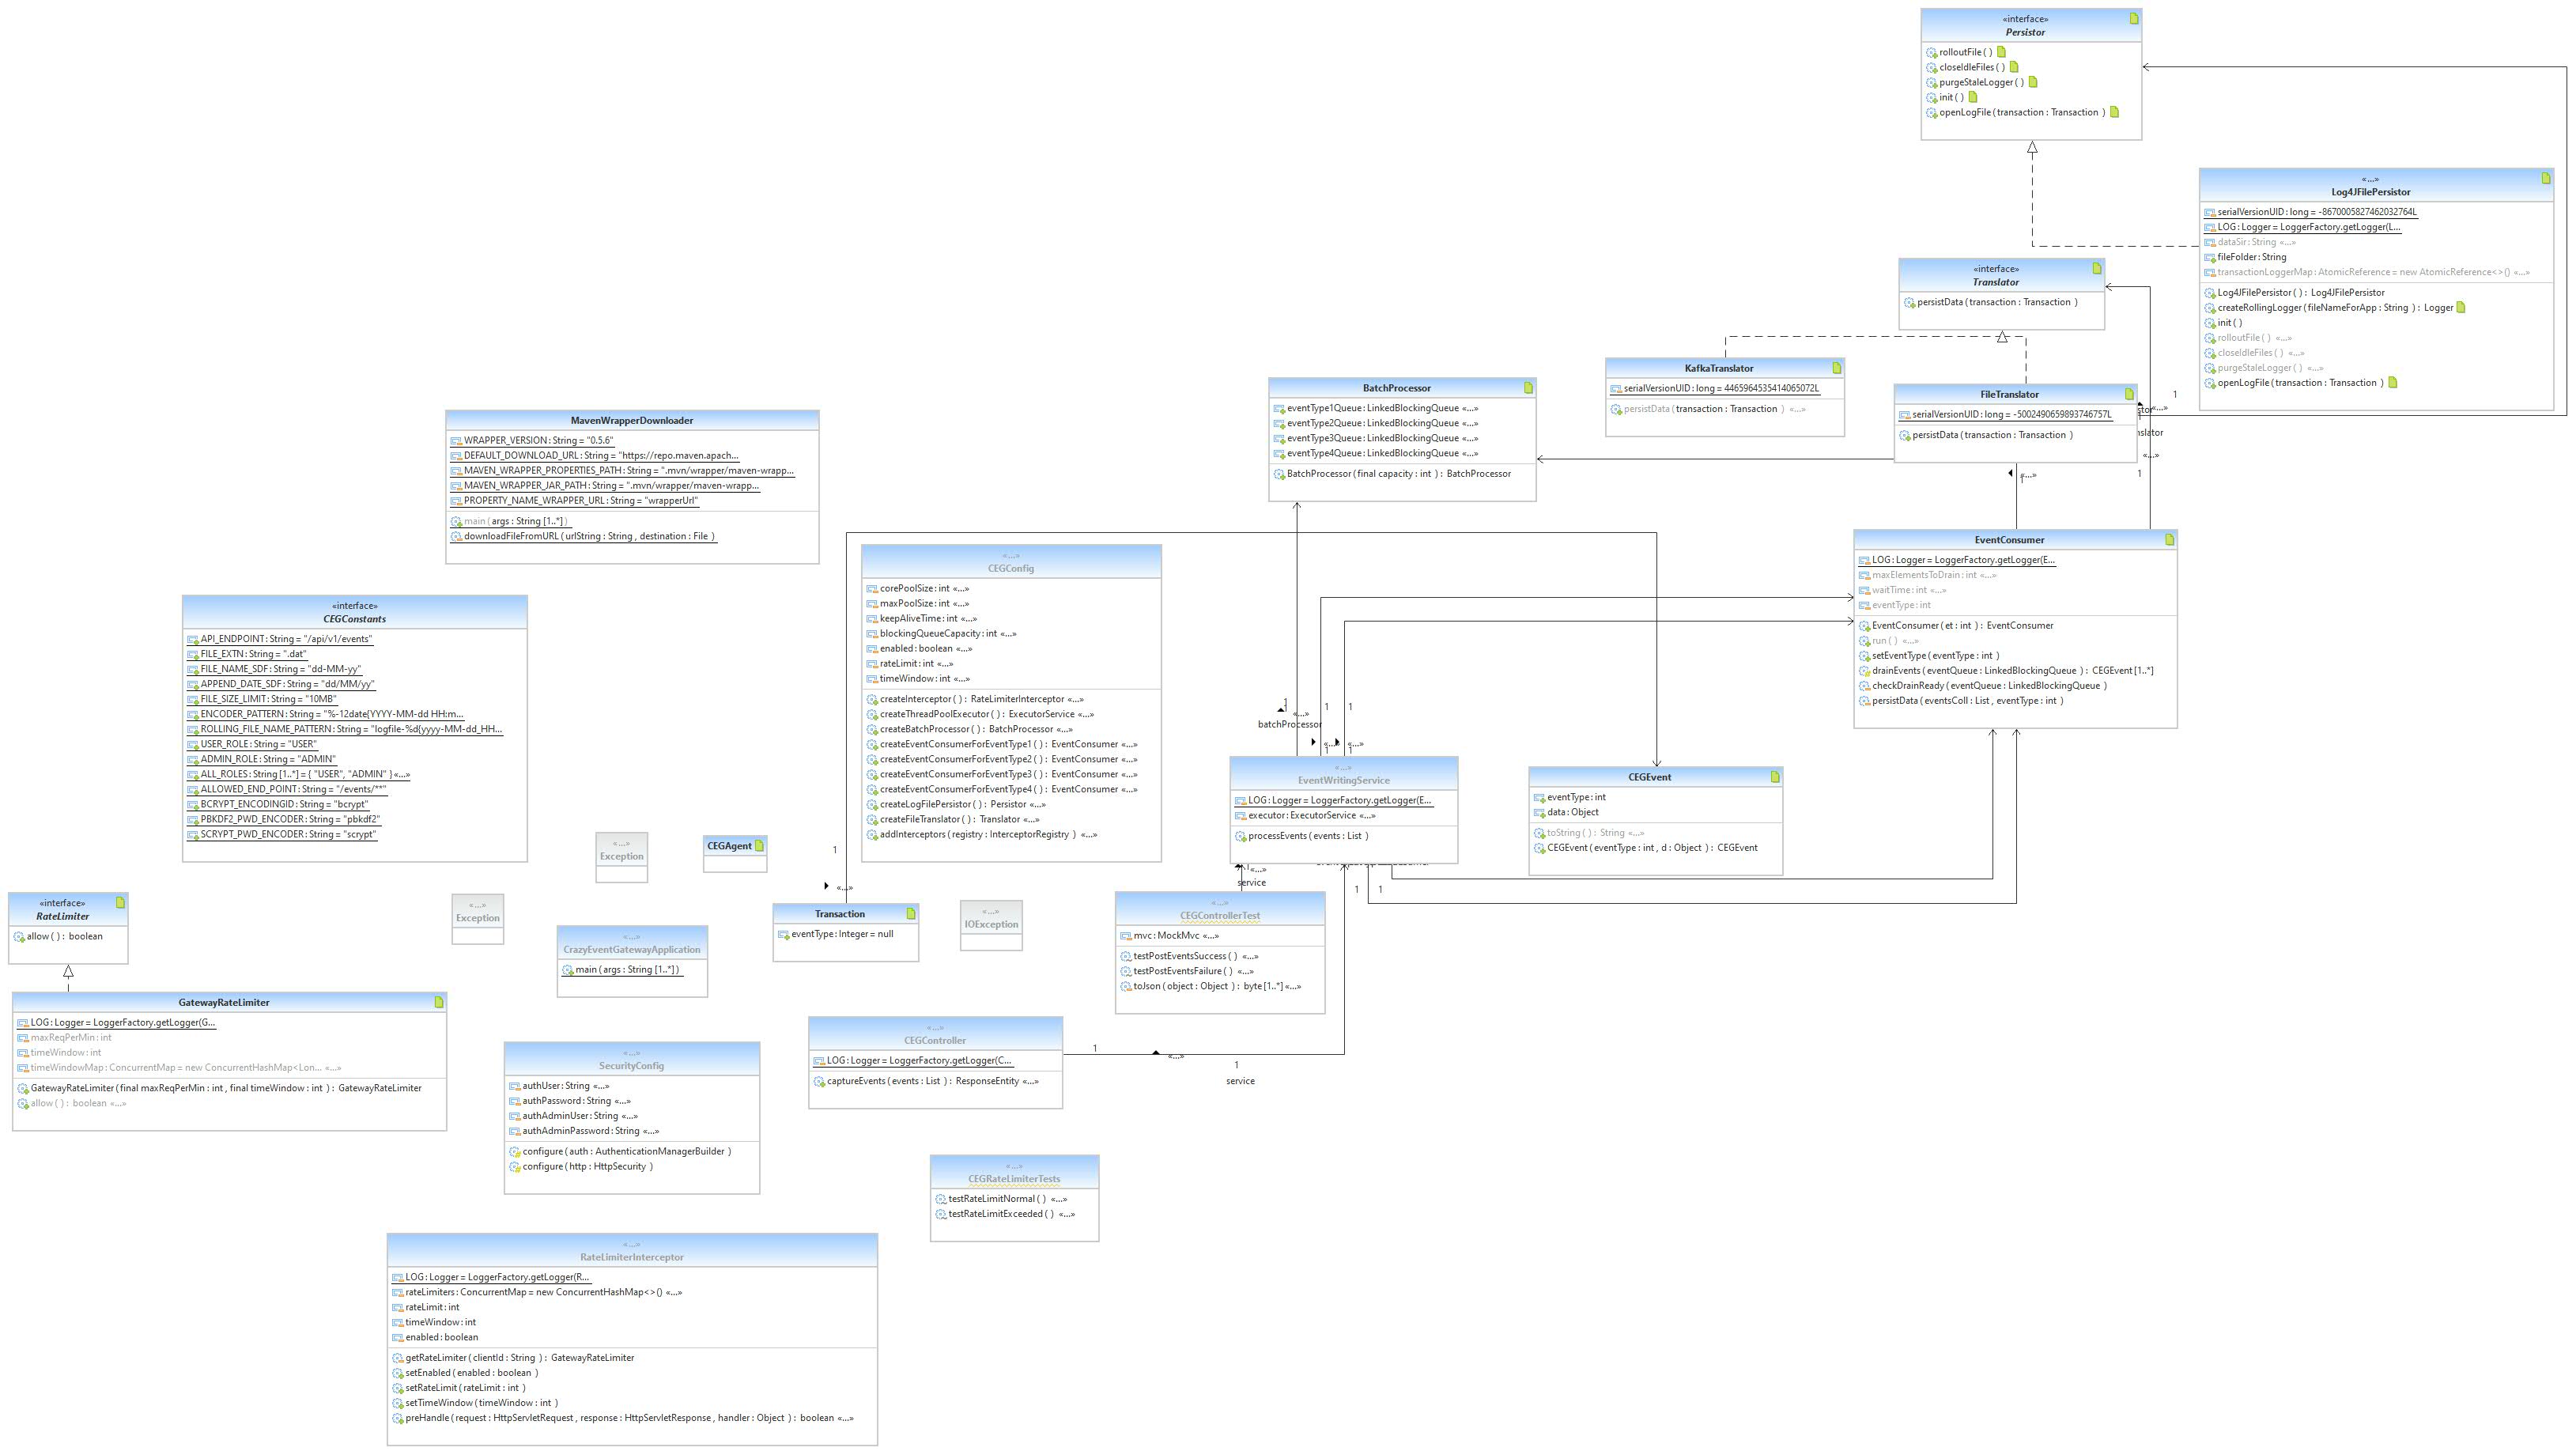 «interface»
Persistor
rolloutFile ( )
closeIdleFiles ( )
purgeStaleLogger ( )
init ( )
openLogFile ( transaction : Transaction )
«...»
Log4JFilePersistor
serialVersionUID : long = -8670005827462032764L
LOG : Logger = LoggerFactory.getLogger(L...
dataSir : String «...»
fileFolder : String
transactionLoggerMap : AtomicReference = new AtomicReference<>() «...»
Log4JFilePersistor ( ) : Log4JFilePersistor
createRollingLogger ( fileNameForApp : String ) : Logger
init ( )
rolloutFile ( ) «...»
closeIdleFiles ( ) «...»
purgeStaleLogger ( ) «...»
openLogFile ( transaction : Transaction )
«interface»
Translator
persistData ( transaction : Transaction )
KafkaTranslator
serialVersionUID : long = 4465964535414065072L
persistData ( transaction : Transaction ) «...»
FileTranslator
serialVersionUID : long = -5002490659893746757L
persistData ( transaction : Transaction )
1
«...»
1
«...»
1
«...»
1
BatchProcessor
eventType1Queue : LinkedBlockingQueue «...»
eventType2Queue : LinkedBlockingQueue «...»
eventType3Queue : LinkedBlockingQueue «...»
eventType4Queue : LinkedBlockingQueue «...»
BatchProcessor ( final capacity : int ) : BatchProcessor
MavenWrapperDownloader
WRAPPER_VERSION : String = "0.5.6"
DEFAULT_DOWNLOAD_URL : String = "https://repo.maven.apach...
MAVEN_WRAPPER_PROPERTIES_PATH : String = ".mvn/wrapper/maven-wrapp...
MAVEN_WRAPPER_JAR_PATH : String = ".mvn/wrapper/maven-wrapp...
PROPERTY_NAME_WRAPPER_URL : String = "wrapperUrl"
main ( args : String [1..*] )
downloadFileFromURL ( urlString : String , destination : File )
EventConsumer
LOG : Logger = LoggerFactory.getLogger(E...
maxElementsToDrain : int «...»
waitTime : int «...»
eventType : int
EventConsumer ( et : int ) : EventConsumer
run ( ) «...»
setEventType ( eventType : int )
drainEvents ( eventQueue : LinkedBlockingQueue ) : CEGEvent [1..*]
checkDrainReady ( eventQueue : LinkedBlockingQueue )
persistData ( eventsColl : List , eventType : int )
«...»
CEGConfig
corePoolSize : int «...»
maxPoolSize : int «...»
keepAliveTime : int «...»
blockingQueueCapacity : int «...»
enabled : boolean «...»
rateLimit : int «...»
timeWindow : int «...»
createInterceptor ( ) : RateLimiterInterceptor «...»
createThreadPoolExecutor ( ) : ExecutorService «...»
createBatchProcessor ( ) : BatchProcessor «...»
createEventConsumerForEventType1 ( ) : EventConsumer «...»
createEventConsumerForEventType2 ( ) : EventConsumer «...»
createEventConsumerForEventType3 ( ) : EventConsumer «...»
createEventConsumerForEventType4 ( ) : EventConsumer «...»
createLogFilePersistor ( ) : Persistor «...»
createFileTranslator ( ) : Translator «...»
addInterceptors ( registry : InterceptorRegistry ) «...»
«interface»
CEGConstants
API_ENDPOINT : String = "/api/v1/events"
FILE_EXTN : String = ".dat"
FILE_NAME_SDF : String = "dd-MM-yy"
APPEND_DATE_SDF : String = "dd/MM/yy"
FILE_SIZE_LIMIT : String = "10MB"
ENCODER_PATTERN : String = "%-12date{YYYY-MM-dd HH:m...
ROLLING_FILE_NAME_PATTERN : String = "logfile-%d{yyyy-MM-dd_HH...
USER_ROLE : String = "USER"
ADMIN_ROLE : String = "ADMIN"
ALL_ROLES : String [1..*] = { "USER", "ADMIN" } «...»
ALLOWED_END_POINT : String = "/events/**"
BCRYPT_ENCODINGID : String = "bcrypt"
PBKDF2_PWD_ENCODER : String = "pbkdf2"
SCRYPT_PWD_ENCODER : String = "scrypt"
1
«...»
batchProcessor
1
1
«...»
«...»
1
1
«...»
EventWritingService
LOG : Logger = LoggerFactory.getLogger(E...
executor : ExecutorService «...»
processEvents ( events : List )
CEGEvent
eventType : int
data : Object
toString ( ) : String «...»
CEGEvent ( eventType : int , d : Object ) : CEGEvent
«...»
Exception
CEGAgent
1
«...»
1
«...»
service
1
1
«interface»
RateLimiter
allow ( ) : boolean
«...»
Exception
«...»
CrazyEventGatewayApplication
main ( args : String [1..*] )
Transaction
eventType : Integer = null
«...»
IOException
«...»
CEGControllerTest
mvc : MockMvc «...»
testPostEventsSuccess ( ) «...»
testPostEventsFailure ( ) «...»
toJson ( object : Object ) : byte [1..*] «...»
GatewayRateLimiter
LOG : Logger = LoggerFactory.getLogger(G...
maxReqPerMin : int
timeWindow : int
timeWindowMap : ConcurrentMap = new ConcurrentHashMap<Lon... «...»
GatewayRateLimiter ( final maxReqPerMin : int , final timeWindow : int ) : GatewayRateLimiter
allow ( ) : boolean «...»
«...»
SecurityConfig
authUser : String «...»
authPassword : String «...»
authAdminUser : String «...»
authAdminPassword : String «...»
configure ( auth : AuthenticationManagerBuilder )
configure ( http : HttpSecurity )
«...»
CEGController
LOG : Logger = LoggerFactory.getLogger(C...
captureEvents ( events : List ) : ResponseEntity «...»
1
«...»
1
service
«...»
CEGRateLimiterTests
testRateLimitNormal ( ) «...»
testRateLimitExceeded ( ) «...»
«...»
RateLimiterInterceptor
LOG : Logger = LoggerFactory.getLogger(R...
rateLimiters : ConcurrentMap = new ConcurrentHashMap<>() «...»
rateLimit : int
timeWindow : int
enabled : boolean
getRateLimiter ( clientId : String ) : GatewayRateLimiter
setEnabled ( enabled : boolean )
setRateLimit ( rateLimit : int )
setTimeWindow ( timeWindow : int )
preHandle ( request : HttpServletRequest , response : HttpServletResponse , handler : Object ) : boolean «...»